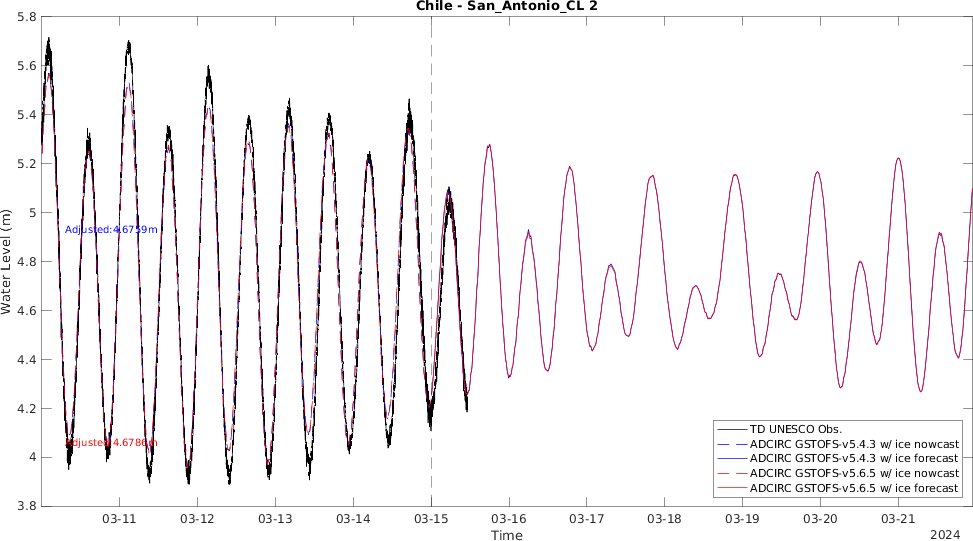 Chile - San_Antonio_CL 2
Water Level (m)
5.8
5.6
5.4
5.2
5
4.8
4.6
4.4
4.2
4
3.8
Adjusted:4.6759m
Adjusted:4.6786m
TD UNESCO Obs.
ADCIRC GSTOFS-v5.4.3 w/ ice nowcast
ADCIRC GSTOFS-v5.4.3 w/ ice forecast
ADCIRC GSTOFS-v5.6.5 w/ ice nowcast
ADCIRC GSTOFS-v5.6.5 w/ ice forecast
03-11 03-12 03-13 03-14 03-15 03-16 03-17 03-18 03-19 03-20 03-21
Time
2024